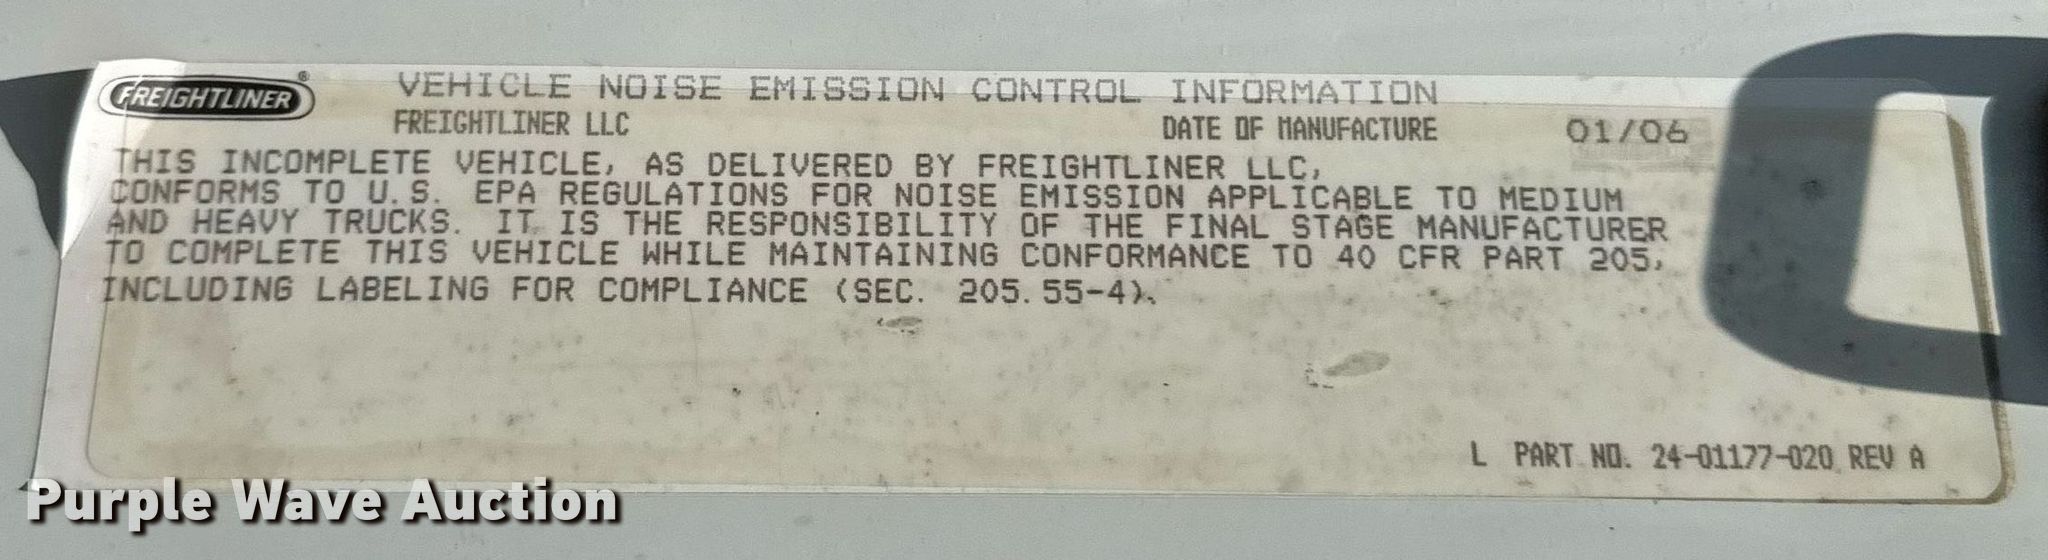 FREIGHTLINER®
VEHICLE NOISE EMISSION CONTROL INFORMATION
FREIGHTLINER LLC DATE OF MANUFACTURE 01/06
THIS INCOMPLETE VEHICLE, AS DELIVERED BY FREIGHTLINER LLC,
CONFORMS TO U.S. EPA REGULATIONS FOR NOISE EMISSION APPLICABLE TO MEDIUM
AND HEAVY TRUCKS. IT IS THE RESPONSIBILITY OF THE FINAL STAGE MANUFACTURER
TO COMPLETE THIS VEHICLE WHILE MAINTAINING CONFORMANCE TO 40 CFR PART 205,
INCLUDING LABELING FOR COMPLIANCE (SEC. 205.55-4).
L PART NO. 24-01177-020 REV A
Purple Wave Auction